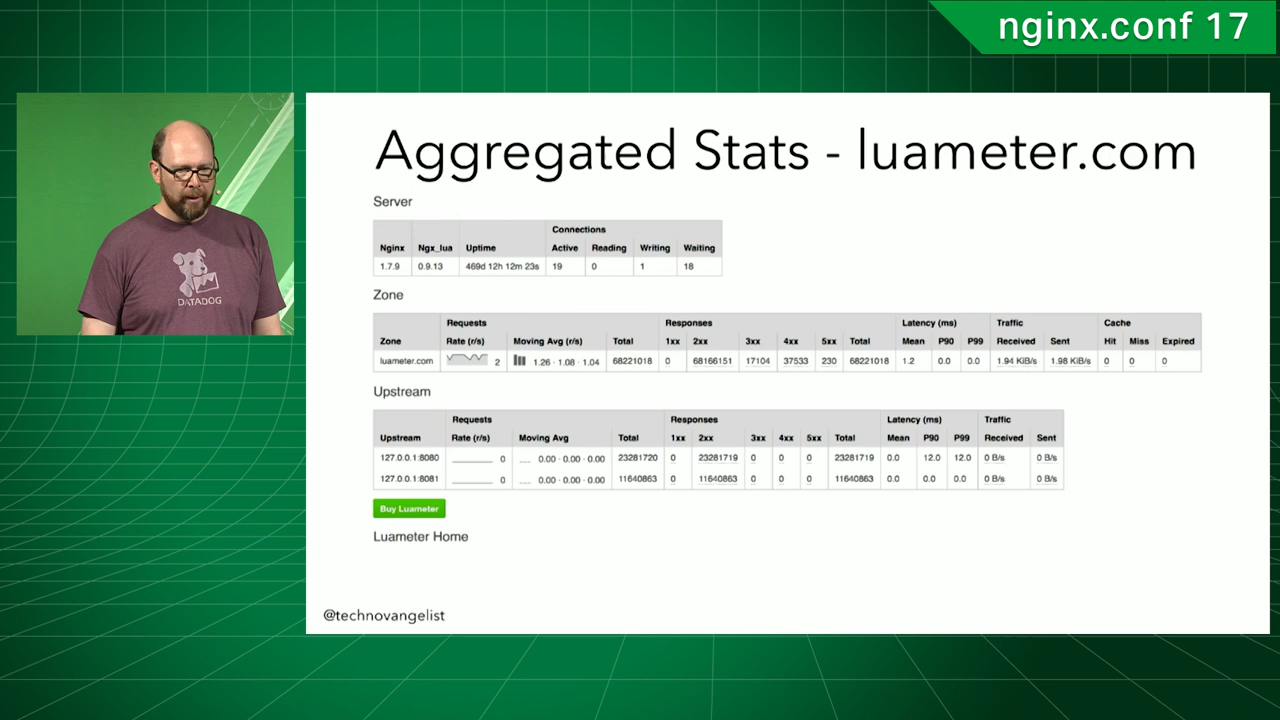 nginx.conf 17
DATADOG
Aggregated Stats - luameter.com
Server
Connections
Nginx Ngx_lua Uptime Active Reading Writing Waiting
1.7.9 0.9.13 469d 12h 12m 23s 19 0 1 18
Zone
Requests Responses Latency (ms) Traffic Cache
Zone Rate (r/s) Moving Avg (r/s) Total 1xx 2xx 3xx 4xx 5xx Total Mean P90 P99 Received Sent Hit Miss Expired
luameter.com 2 1.26 · 1.08 · 1.04 68221018 0 68166151 17104 37533 230 68221018 1.2 0.0 0.0 1.94 KiB/s 1.98 KiB/s 0 0 0
Upstream
Requests Responses Latency (ms) Traffic
Upstream Rate (r/s) Moving Avg Total 1xx 2xx 3xx 4xx 5xx Total Mean P90 P99 Received Sent
127.0.0.1:8080 0 0.00 · 0.00 · 0.00 23281720 0 23281719 0 0 0 23281719 0.0 12.0 12.0 0 B/s 0 B/s
127.0.0.1:8081 0 0.00 · 0.00 · 0.00 11640863 0 11640863 0 0 0 11640863 0.0 0.0 0.0 0 B/s 0 B/s
Buy Luameter
Luameter Home
@technovangelist